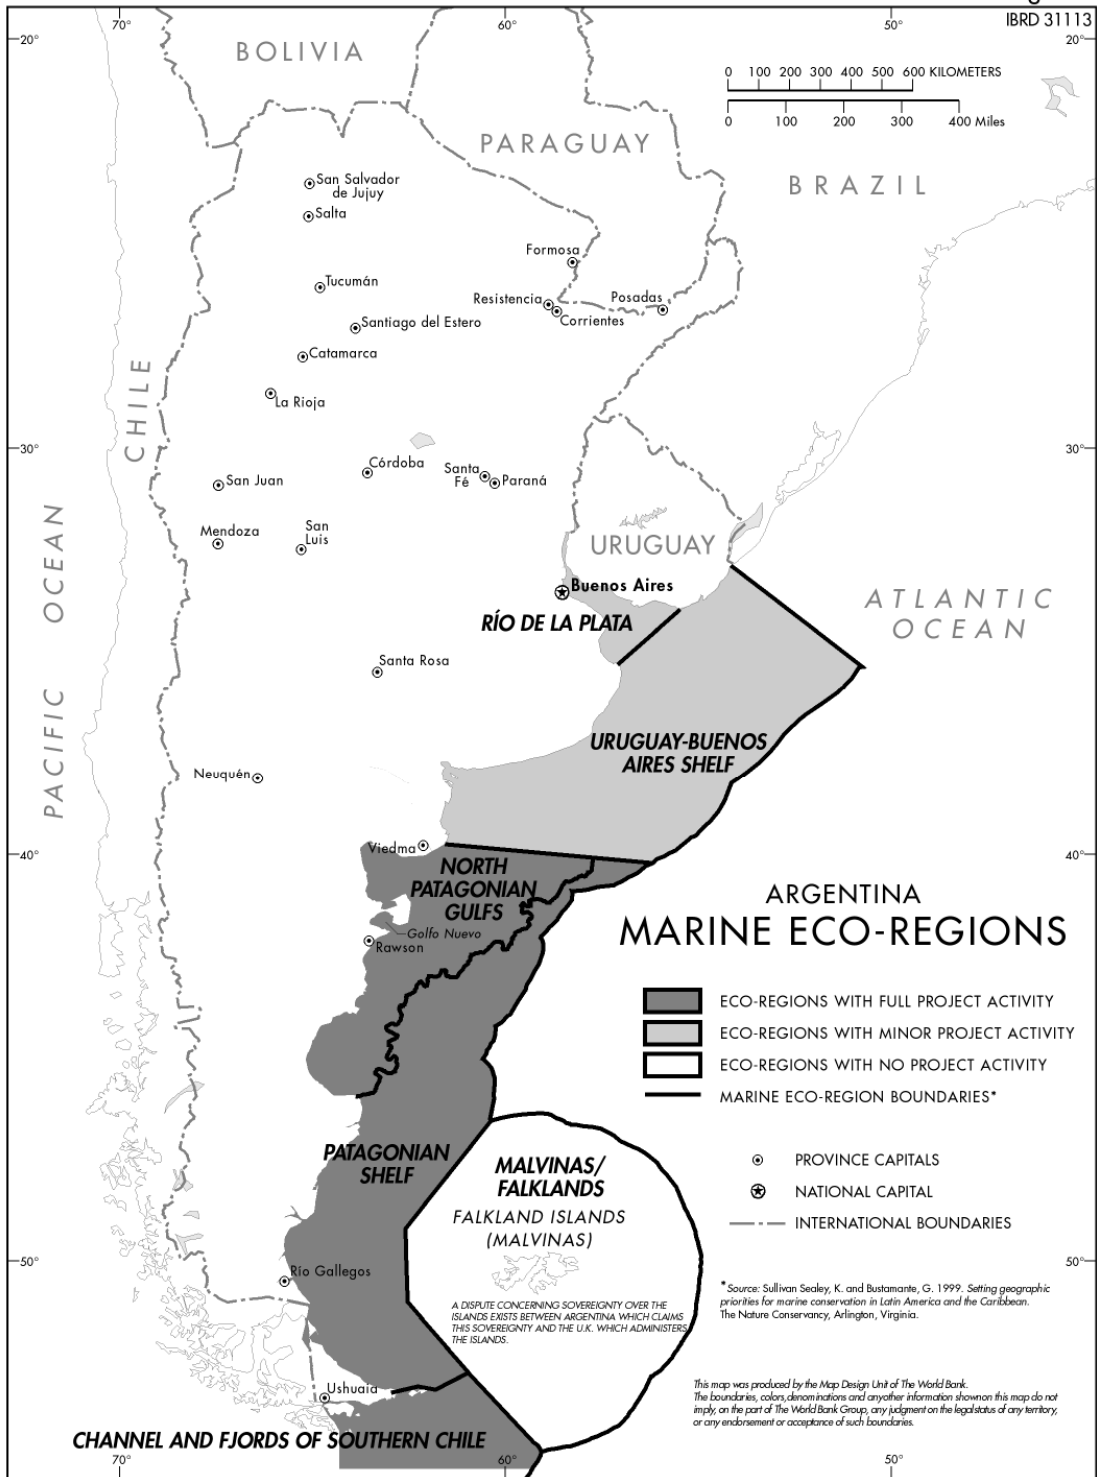 IBRD 31113
70°
60°
50°
20°
20°
BOLIVIA
0 100 200 300 400 500 600 KILOMETERS
0 100 200 300 400 Miles
PARAGUAY
BRAZIL
San Salvador
de Jujuy
Salta
Formosa
Tucumán
Resistencia
Posadas
Corrientes
Santiago del Estero
Catamarca
La Rioja
CHILE
30°
30°
Córdoba
Santa
Fé
Paraná
San Juan
Mendoza
San
Luis
URUGUAY
PACIFIC OCEAN
Buenos Aires
ATLANTIC
OCEAN
RÍO DE LA PLATA
Santa Rosa
URUGUAY-BUENOS
AIRES SHELF
Neuquén
Viedma
40°
40°
NORTH
PATAGONIAN
GULFS
Golfo Nuevo
Rawson
ARGENTINA
MARINE ECO-REGIONS
ECO-REGIONS WITH FULL PROJECT ACTIVITY
ECO-REGIONS WITH MINOR PROJECT ACTIVITY
ECO-REGIONS WITH NO PROJECT ACTIVITY
MARINE ECO-REGION BOUNDARIES*
PATAGONIAN
SHELF
MALVINAS/
FALKLANDS
FALKLAND ISLANDS
(MALVINAS)
PROVINCE CAPITALS
NATIONAL CAPITAL
INTERNATIONAL BOUNDARIES
50°
50°
Río Gallegos
A DISPUTE CONCERNING SOVEREIGNTY OVER THE
ISLANDS EXISTS BETWEEN ARGENTINA WHICH CLAIMS
THIS SOVEREIGNTY AND THE U.K. WHICH ADMINISTERS
THE ISLANDS.
*Source: Sullivan Sealey, K. and Bustamante, G. 1999. Setting geographic
priorities for marine conservation in Latin America and the Caribbean.
The Nature Conservancy, Arlington, Virginia.
Ushuaia
This map was produced by the Map Design Unit of The World Bank.
The boundaries, colors, denominations and any other information shown on this map do not
imply, on the part of The World Bank Group, any judgment on the legal status of any territory,
or any endorsement or acceptance of such boundaries.
CHANNEL AND FJORDS OF SOUTHERN CHILE
70°
60°
50°